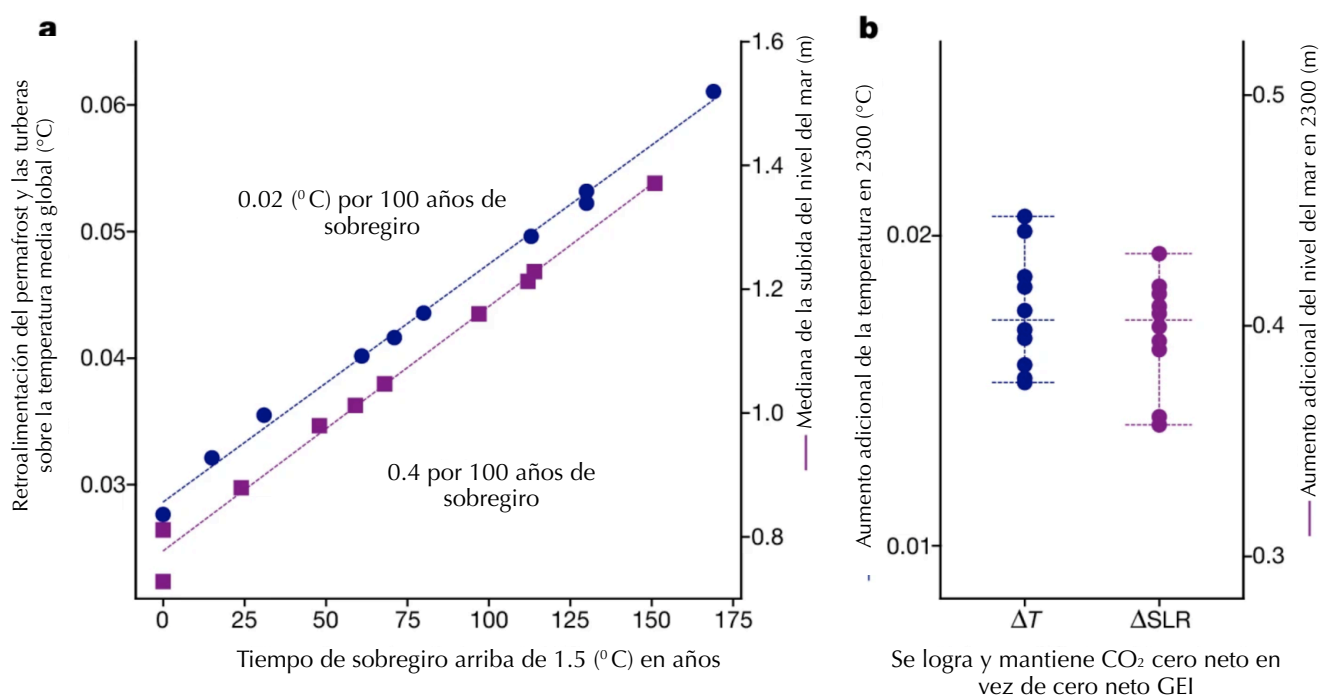 a
Retroalimentación del permafrost y las turberas
sobre la temperatura media global (°C)
0.06
0.05
0.04
0.03
0.02 (⁰C) por 100 años de
sobregiro
0.4 por 100 años de
sobregiro
1.6
1.4
1.2
1.0
0.8
Mediana de la subida del nivel del mar (m)
0 25 50 75 100 125 150 175
Tiempo de sobregiro arriba de 1.5 (⁰C) en años
b
Aumento adicional de la temperatura en 2300 (°C)
0.02
0.01
0.5
0.4
0.3
Aumento adicional del nivel del mar en 2300 (m)
ΔT ΔSLR
Se logra y mantiene CO₂ cero neto en
vez de cero neto GEI